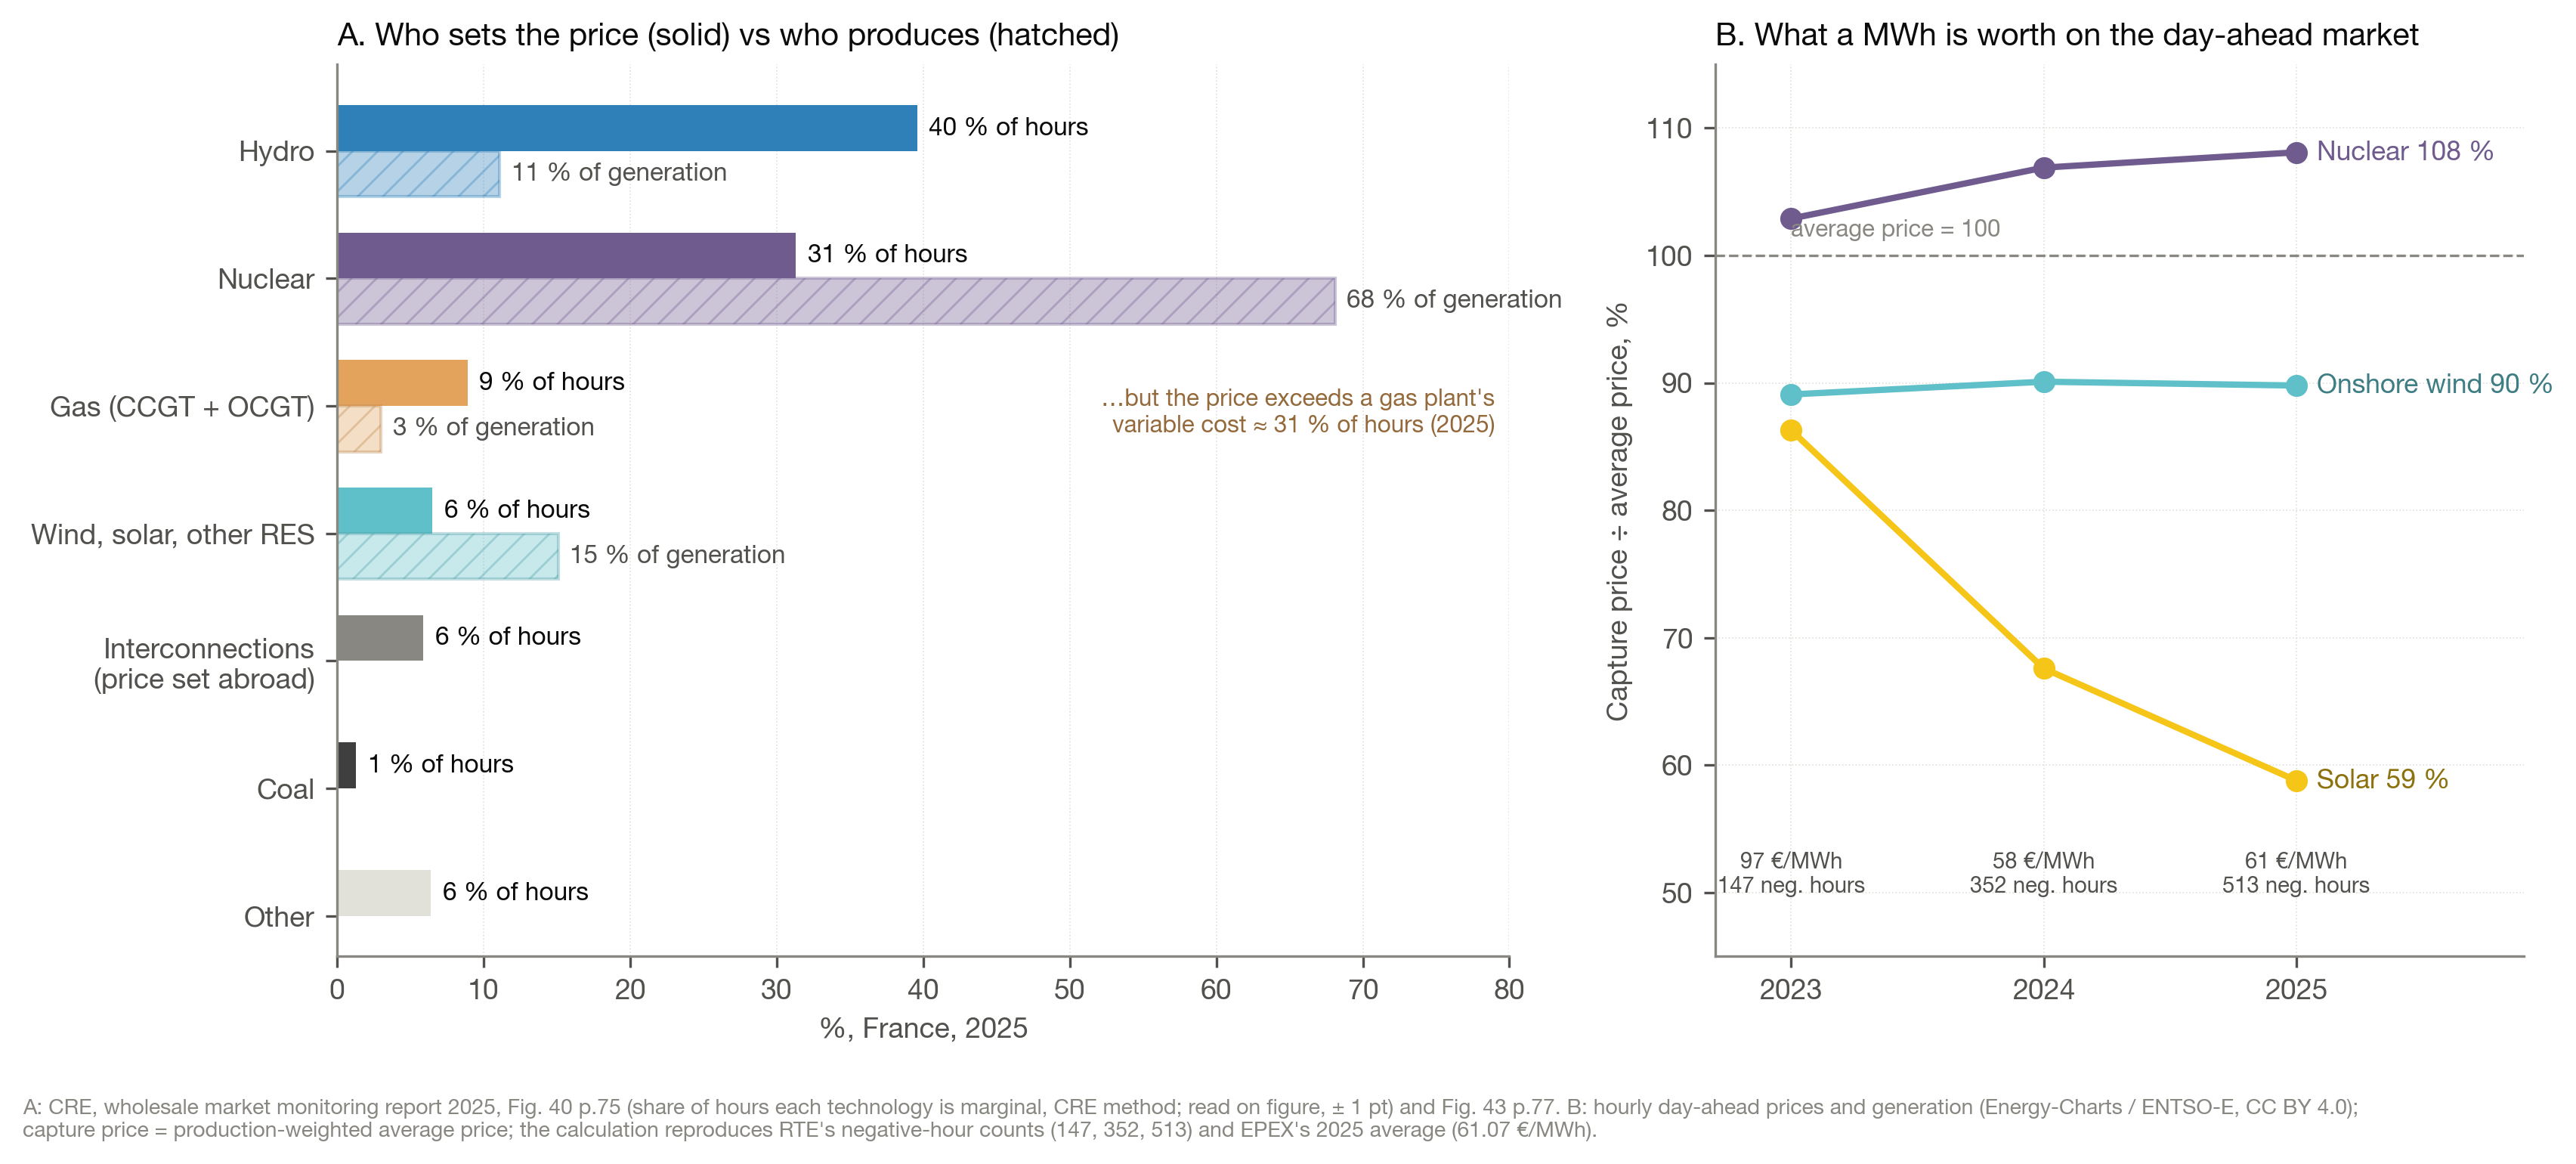 A. Who sets the price (solid) vs who produces (hatched)
Hydro
40 % of hours
11 % of generation
Nuclear
31 % of hours
68 % of generation
Gas (CCGT + OCGT)
9 % of hours
3 % of generation
...but the price exceeds a gas plant's
variable cost ≈ 31 % of hours (2025)
Wind, solar, other RES
6 % of hours
15 % of generation
Interconnections
(price set abroad)
6 % of hours
Coal
1 % of hours
Other
6 % of hours
0 10 20 30 40 50 60 70 80
%, France, 2025
B. What a MWh is worth on the day-ahead market
Capture price ÷ average price, %
110
100
90
80
70
60
50
Nuclear 108 %
average price = 100
Onshore wind 90 %
Solar 59 %
97 €/MWh
147 neg. hours
58 €/MWh
352 neg. hours
61 €/MWh
513 neg. hours
2023 2024 2025
A: CRE, wholesale market monitoring report 2025, Fig. 40 p.75 (share of hours each technology is marginal, CRE method; read on figure, ± 1 pt) and Fig. 43 p.77. B: hourly day-ahead prices and generation (Energy-Charts / ENTSO-E, CC BY 4.0);
capture price = production-weighted average price; the calculation reproduces RTE's negative-hour counts (147, 352, 513) and EPEX's 2025 average (61.07 €/MWh).